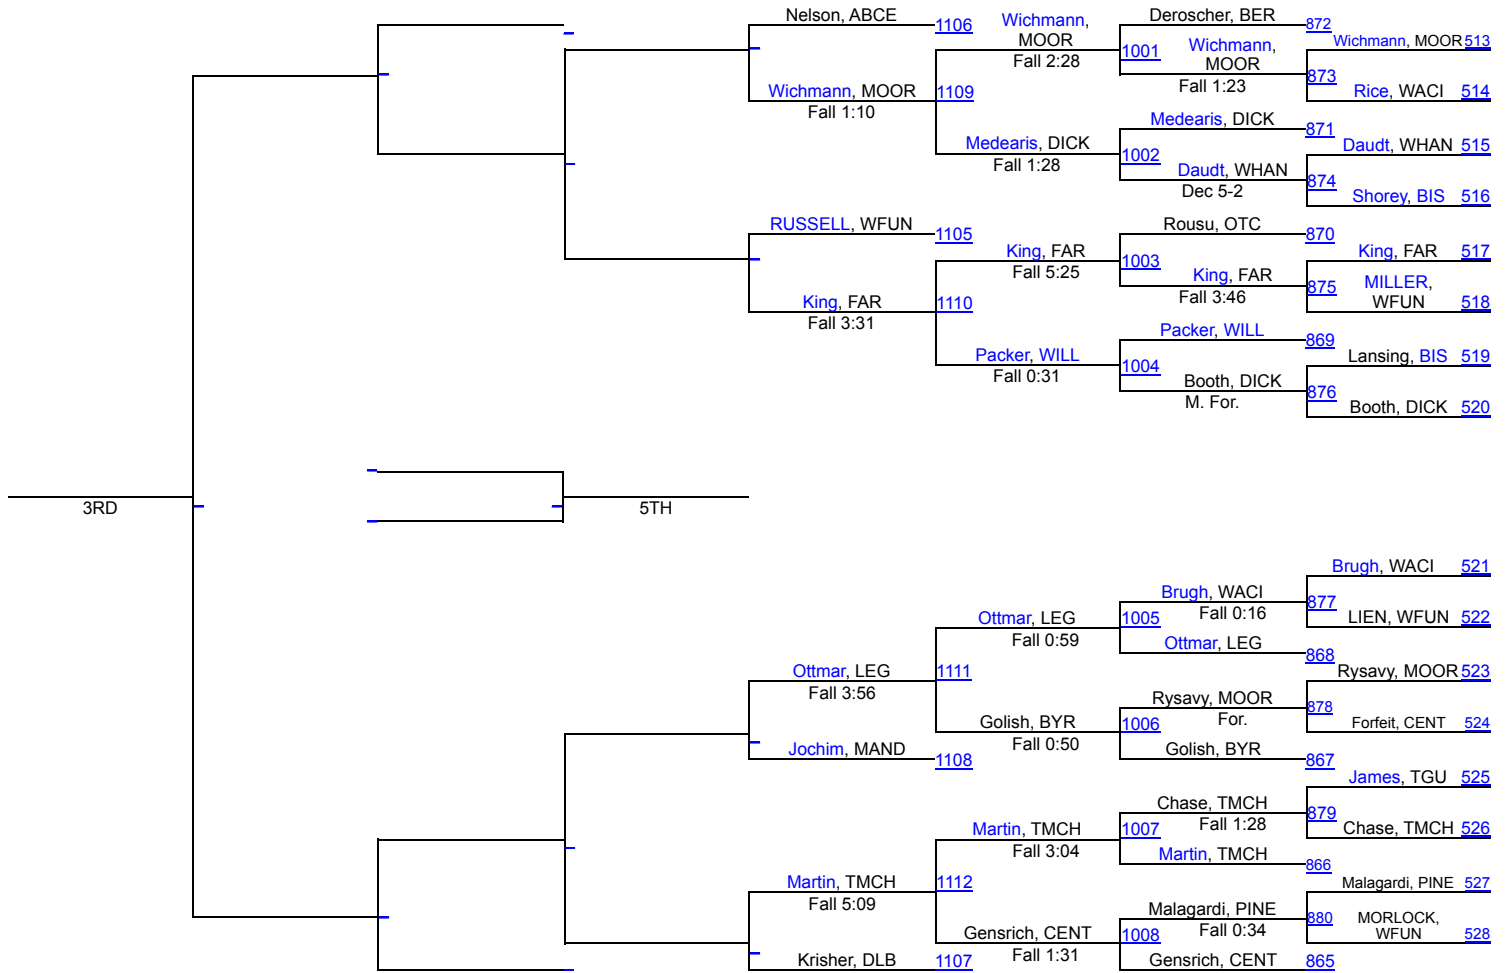 Nelson, ABCE
1106
Wichmann,
MOOR
Fall 2:28
Deroscher, BER
872
Wichmann, MOOR 513
1001
Wichmann,
MOOR
Fall 1:23
873
Wichmann, MOOR
Fall 1:10
1109
Rice, WACI 514
Medearis, DICK
871
Medearis, DICK
Fall 1:28
1002
Daudt, WHAN 515
Daudt, WHAN
Dec 5-2
874
Shorey, BIS 516
RUSSELL, WFUN
1105
Rousu, OTC
870
King, FAR
Fall 5:25
1003
King, FAR 517
King, FAR
Fall 3:46
875
MILLER,
WFUN 518
King, FAR
Fall 3:31
1110
Packer, WILL
869
Packer, WILL
Fall 0:31
1004
Lansing, BIS 519
Booth, DICK
M. For.
876
Booth, DICK 520
3RD
5TH
Brugh, WACI 521
Brugh, WACI
Fall 0:16
877
Ottmar, LEG
Fall 0:59
1005
LIEN, WFUN 522
Ottmar, LEG
868
Ottmar, LEG
Fall 3:56
1111
Rysavy, MOOR 523
Rysavy, MOOR
For.
878
Golish, BYR
Fall 0:50
1006
Forfeit, CENT 524
Jochim, MAND
1108
Golish, BYR
867
James, TGU 525
Chase, TMCH
Fall 1:28
879
Martin, TMCH
Fall 3:04
1007
Chase, TMCH 526
Martin, TMCH
866
Martin, TMCH
Fall 5:09
1112
Malagardi, PINE 527
Malagardi, PINE
Fall 0:34
880
MORLOCK,
WFUN 528
Gensrich, CENT
Fall 1:31
1008
Krisher, DLB
1107
Gensrich, CENT
865